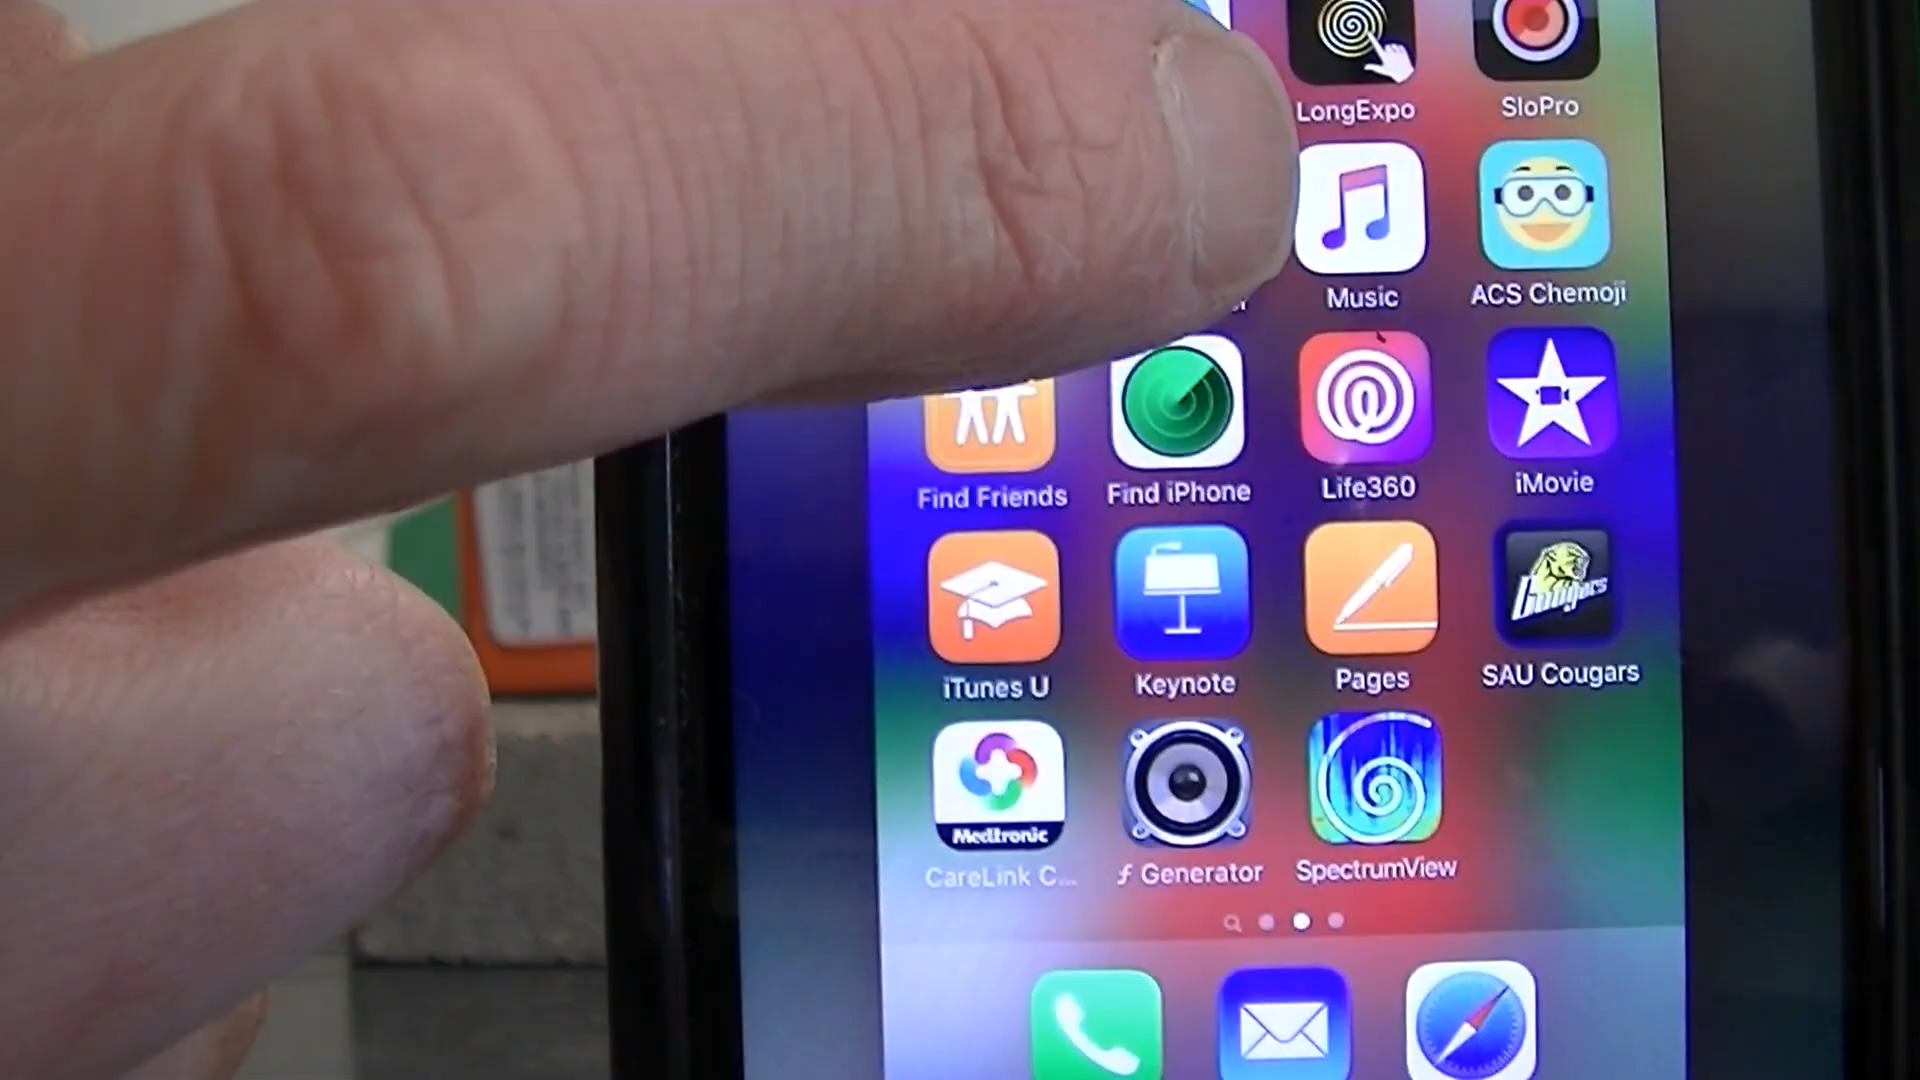 LongExpo SloPro
Music ACS Chemoji
Find Friends Find iPhone Life360 iMovie
Cougars
iTunes U Keynote Pages SAU Cougars
Medtronic
CareLink C... f Generator SpectrumView